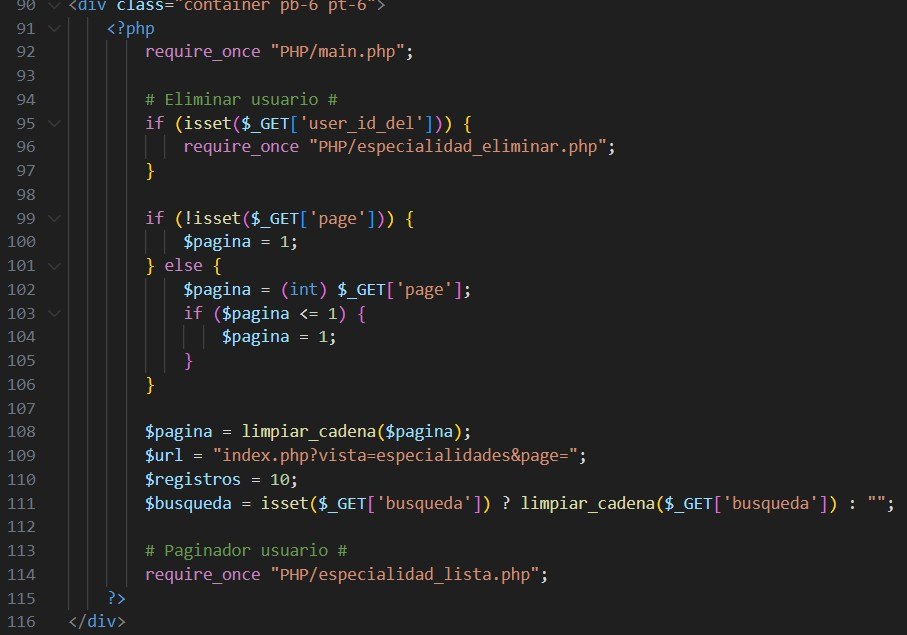 90 <div class="container pb-6 pt-6">
91 <?php
92 require_once "PHP/main.php";
93
94 # Eliminar usuario #
95 if (isset($_GET['user_id_del'])) {
96 require_once "PHP/especialidad_eliminar.php";
97 }
98
99 if (!isset($_GET['page'])) {
100 $pagina = 1;
101 } else {
102 $pagina = (int) $_GET['page'];
103 if ($pagina <= 1) {
104 $pagina = 1;
105 }
106 }
107
108 $pagina = limpiar_cadena($pagina);
109 $url = "index.php?vista=especialidades&page=";
110 $registros = 10;
111 $busqueda = isset($_GET['busqueda']) ? limpiar_cadena($_GET['busqueda']) : "";
112
113 # Paginador usuario #
114 require_once "PHP/especialidad_lista.php";
115 ?>
116 </div>